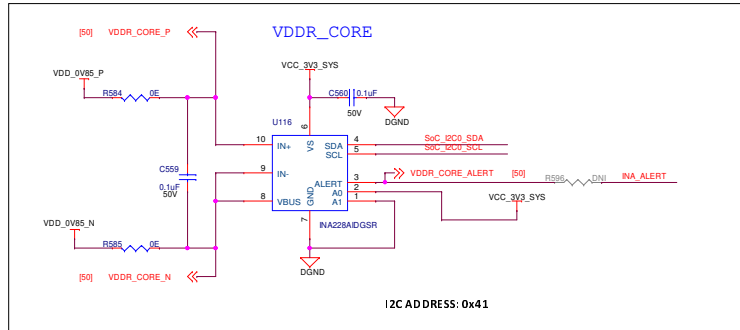 [50] VDDR_CORE_P
VDDR_CORE
VDD_0V85_P
VCC_3V3_SYS
R584 0E
C560 0.1uF
50V
DGND
U116
6
VS
10 IN+
SDA 4 SoC_I2C0_SDA
SCL 5 SoC_I2C0_SCL
C559
0.1uF
50V
9 IN-
VDDR_CORE_ALERT [50]
ALERT 3
R596 DNI INA_ALERT
A0 2
VCC_3V3_SYS
8 VBUS
GND
A1 1
7
INA228AIDGSR
VDD_0V85_N
R585 0E
DGND
[50] VDDR_CORE_N
I2C ADDRESS: 0x41